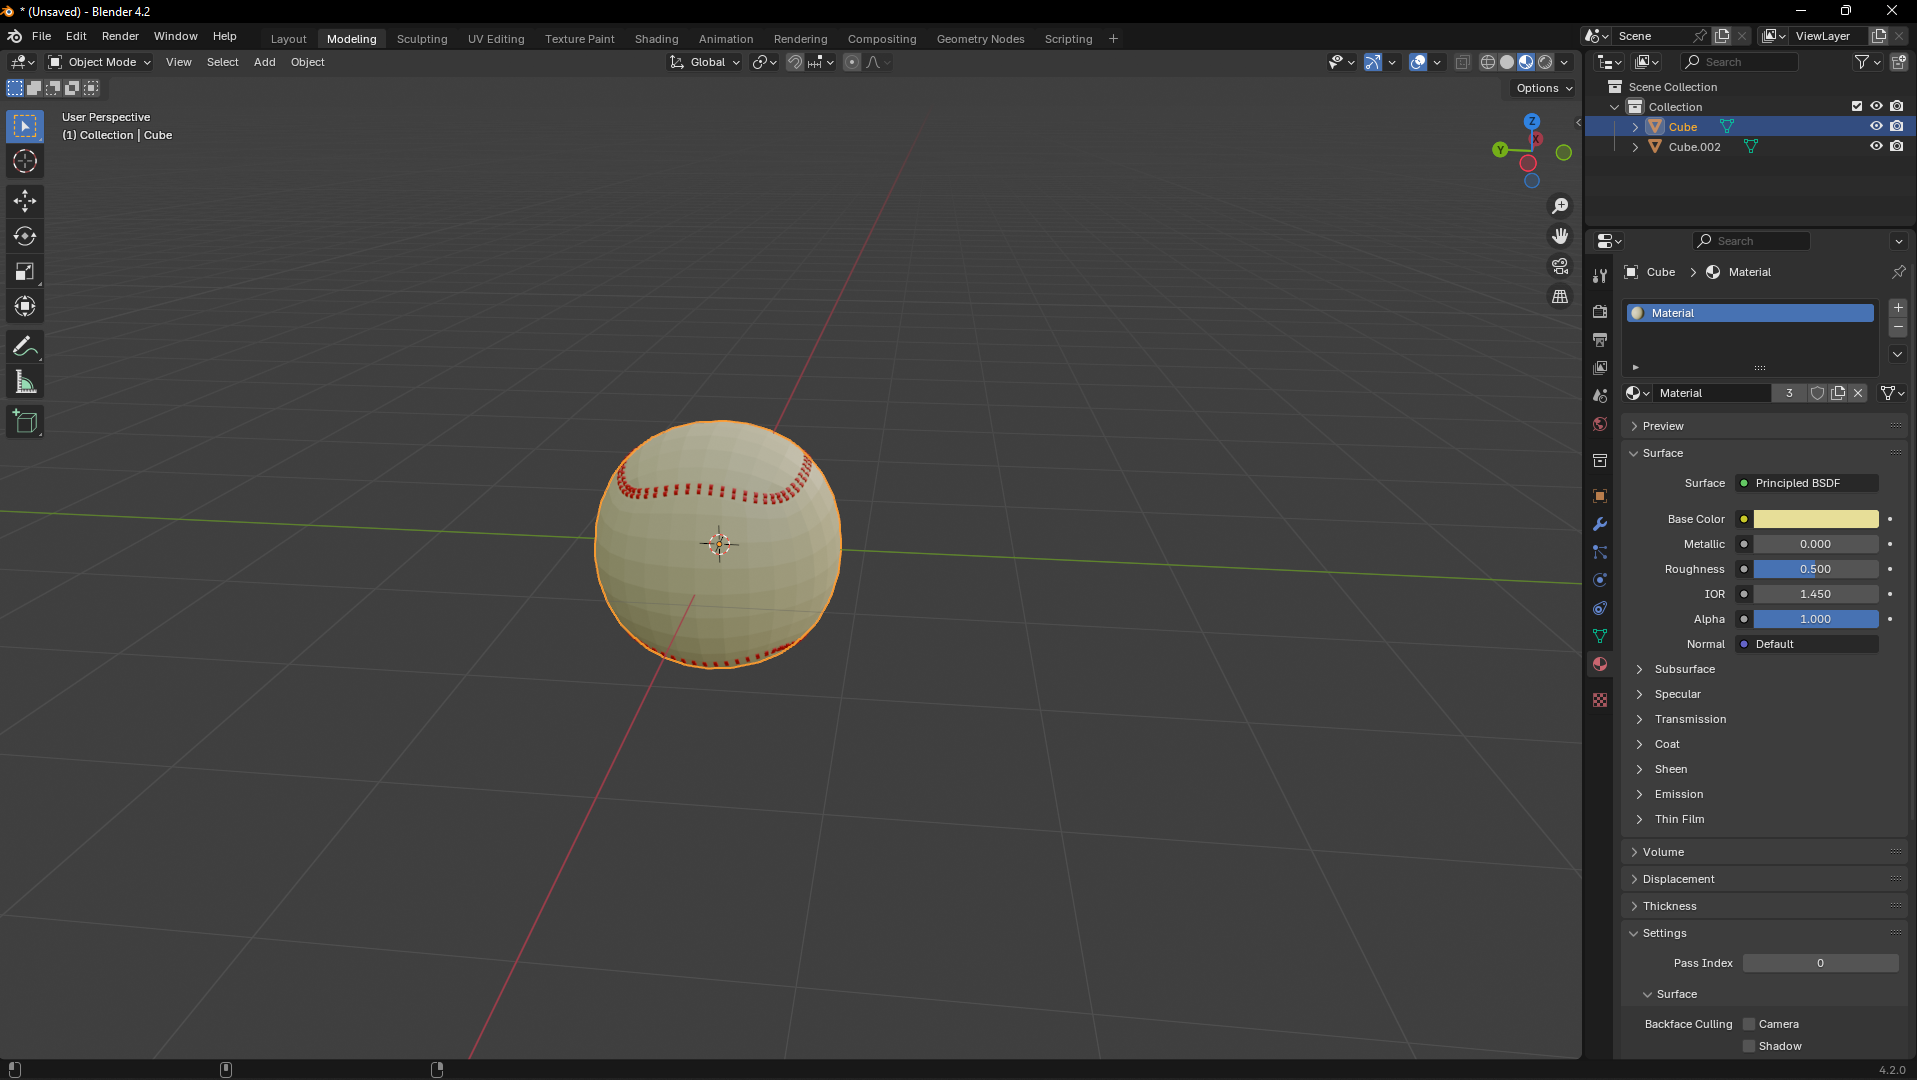 * (Unsaved) - Blender 4.2
File Edit Render Window Help Layout Modeling Sculpting UV Editing Texture Paint Shading Animation Rendering Compositing Geometry Nodes Scripting + Scene ViewLayer
Object Mode View Select Add Object Global Search
Options
User Perspective
(1) Collection | Cube
Z
X
Y
Scene Collection
Collection
Cube
Cube.002
Search
Cube > Material
Material
Material 3
Preview
Surface
Surface Principled BSDF
Base Color
Metallic 0.000
Roughness 0.500
IOR 1.450
Alpha 1.000
Normal Default
Subsurface
Specular
Transmission
Coat
Sheen
Emission
Thin Film
Volume
Displacement
Thickness
Settings
Pass Index 0
Surface
Backface Culling Camera
Shadow
4.2.0